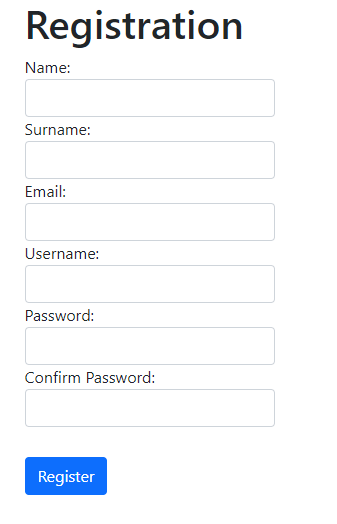 Registration
Name:
Surname:
Email:
Username:
Password:
Confirm Password:
Register